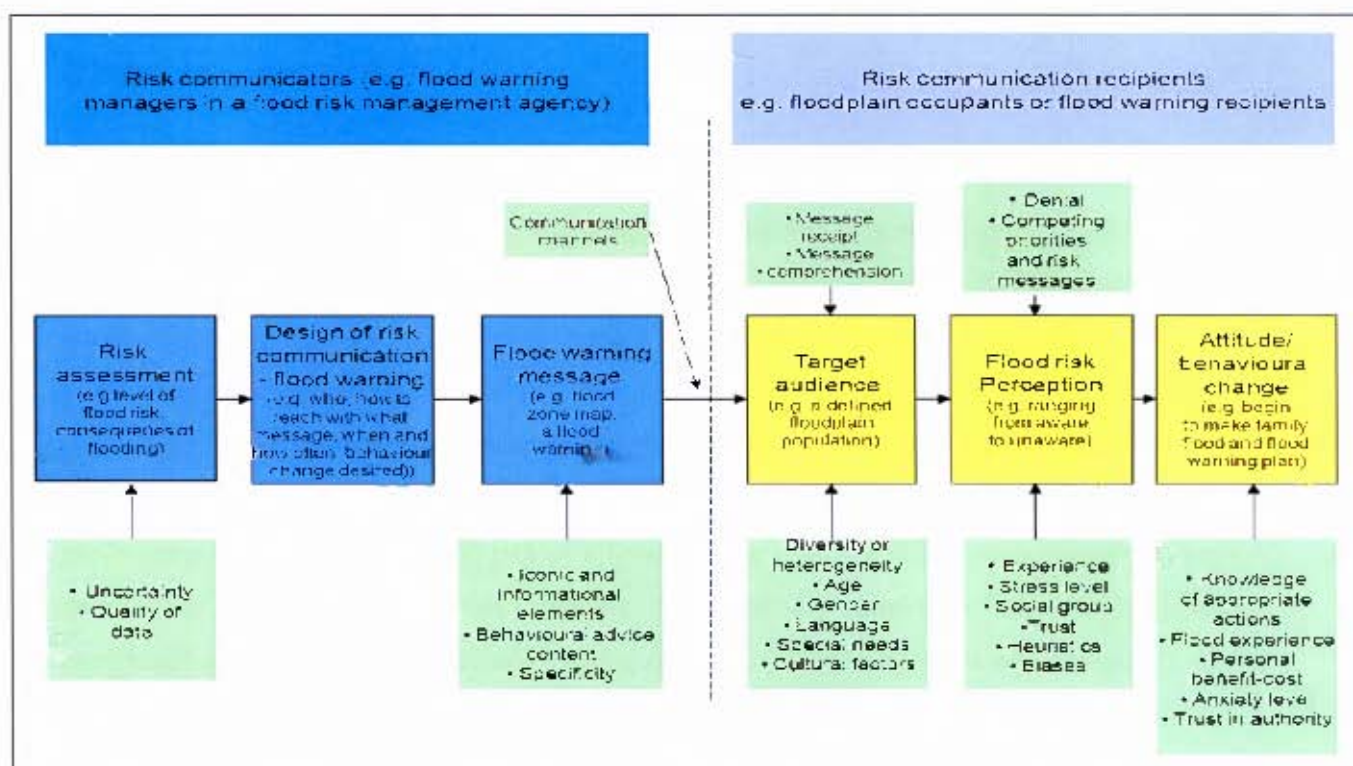 Risk communicators (e.g. flood warning
managers in a flood risk management agency)
Risk communication recipients
e.g. floodplain occupants or flood warning recipients
Communication
channels
• Message
receipt
• Message
• comprehension
• Denial
• Competing
priorities
and risk
messages
Risk
assessment
(e.g. level of
flood risk,
consequences of
flooding)
Design of risk
communication
- flood warning
(e.g. who, how to
reach with what
message, when and
how often, behaviour
change desired))
Flood warning
message
(e.g. flood
zone map,
a flood
warning)
Target
audience
(e.g. a defined
floodplain
population)
Flood risk
Perception
(e.g. ranging
from aware
to unaware)
Attitude/
behavioural
change
(e.g. begin
to make family
flood and flood
warning plan)
• Uncertainty
• Quality of
data
• Iconic and
informational
elements
• Behavioural advice
content
• Specificity
Diversity or
heterogeneity
• Age
• Gender
• Language
• Special needs
• Cultural factors
• Experience
• Stress level
• Social group
•Trust
• Heuristics
• Biases
• Knowledge
of appropriate
actions
• Flood experience
• Personal
benefit-cost
• Anxiety level
• Trust in authority